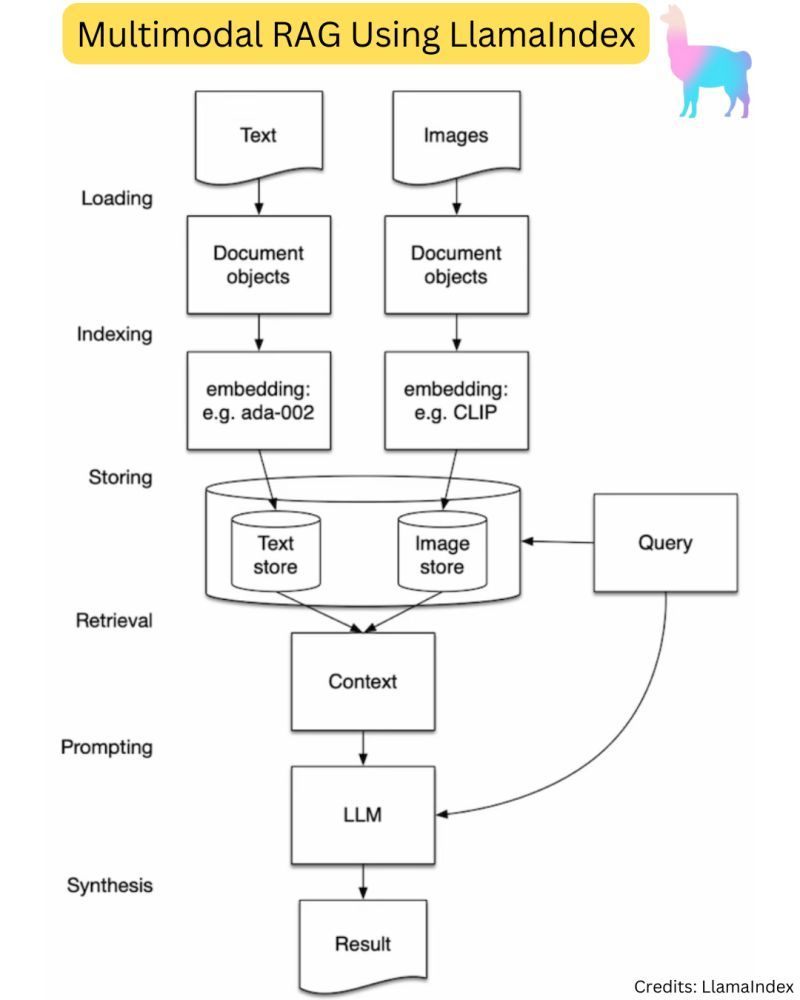 Multimodal RAG Using LlamaIndex
Text
Images
Loading
Document
objects
Document
objects
Indexing
embedding:
e.g. ada-002
embedding:
e.g. CLIP
Storing
Text
store
Image
store
Query
Retrieval
Context
Prompting
LLM
Synthesis
Result
Credits: LlamaIndex